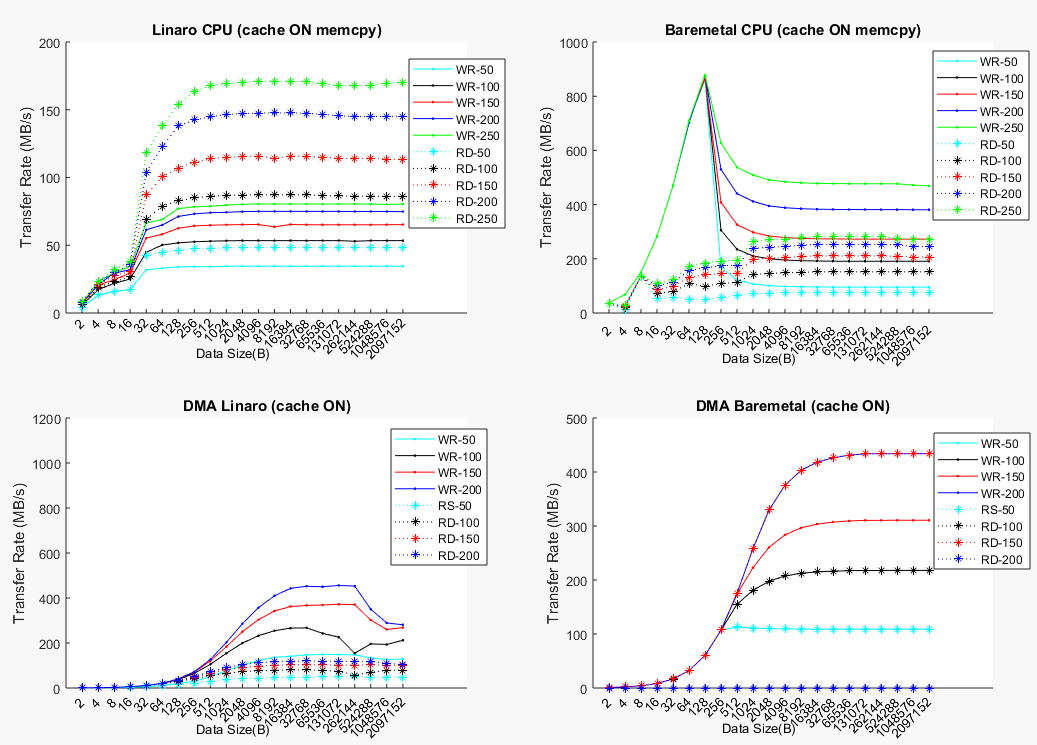 Linaro CPU (cache ON memcpy)
Transfer Rate (MB/s)
200
150
100
50
0
2
4
8
16
32
64
128
256
512
1024
2048
4096
8192
16384
32768
65536
131072
262144
524288
1048576
2097152
Data Size(B)
WR-50
WR-100
WR-150
WR-200
WR-250
RD-50
RD-100
RD-150
RD-200
RD-250
Baremetal CPU (cache ON memcpy)
Transfer Rate (MB/s)
1000
800
600
400
200
0
2
4
8
16
32
64
128
256
512
1024
2048
4096
8192
16384
32768
65536
131072
262144
524288
1048576
2097152
Data Size(B)
WR-50
WR-100
WR-150
WR-200
WR-250
RD-50
RD-100
RD-150
RD-200
RD-250
DMA Linaro (cache ON)
Transfer Rate (MB/s)
1200
1000
800
600
400
200
0
2
4
8
16
32
64
128
256
512
1024
2048
4096
8192
16384
32768
65536
131072
262144
524288
1048576
2097152
Data Size(B)
WR-50
WR-100
WR-150
WR-200
RS-50
RD-100
RD-150
RD-200
DMA Baremetal (cache ON)
Transfer Rate (MB/s)
500
400
300
200
100
0
2
4
8
16
32
64
128
256
512
1024
2048
4096
8192
16384
32768
65536
131072
262144
524288
1048576
2097152
Data Size(B)
WR-50
WR-100
WR-150
WR-200
RS-50
RD-100
RD-150
RD-200